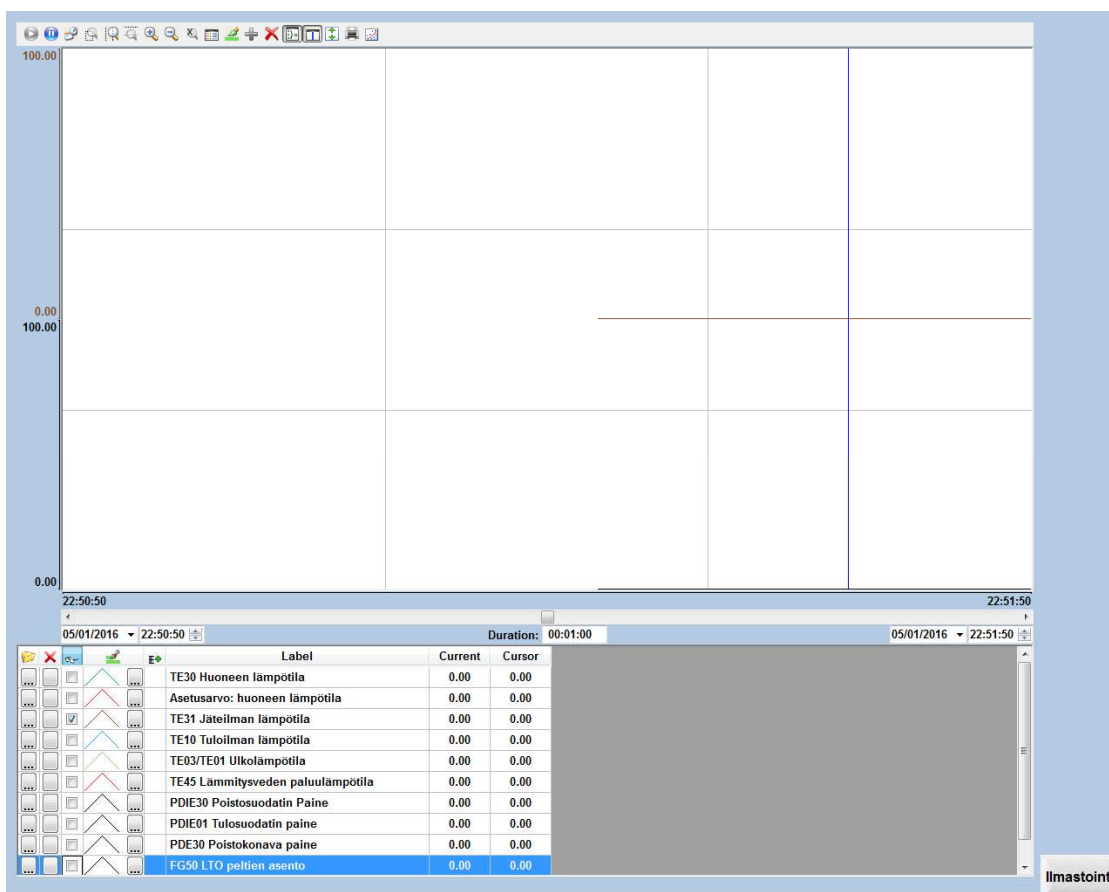 100.00
0.00
100.00
0.00
22:50:50 22:51:50
05/01/2016 22:50:50 Duration: 00:01:00 05/01/2016 22:51:50
Label Current Cursor
TE30 Huoneen lämpötila 0.00 0.00
Asetusarvo: huoneen lämpötila 0.00 0.00
TE31 Jäteilman lämpötila 0.00 0.00
TE10 Tuloilman lämpötila 0.00 0.00
TE03/TE01 Ulkolämpötila 0.00 0.00
TE45 Lämmitysveden paluulämpötila 0.00 0.00
PDIE30 Poistosuodatin Paine 0.00 0.00
PDIE01 Tulosuodatin paine 0.00 0.00
PDE30 Poistokonava paine 0.00 0.00
FG50 LTO peltien asento 0.00 0.00
Ilmastoint